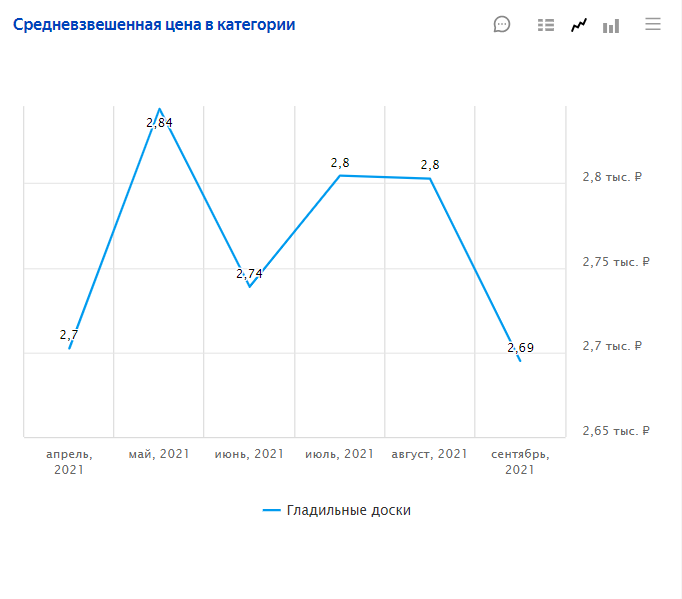 Средневзвешенная цена в категории
2,84
2,8
2,8
2,8 тыс. ₽
2,75 тыс. ₽
2,74
2,7
2,69
2,7 тыс. ₽
2,65 тыс. ₽
апрель,
2021
май, 2021
июнь, 2021
июль, 2021
август, 2021
сентябрь,
2021
Гладильные доски